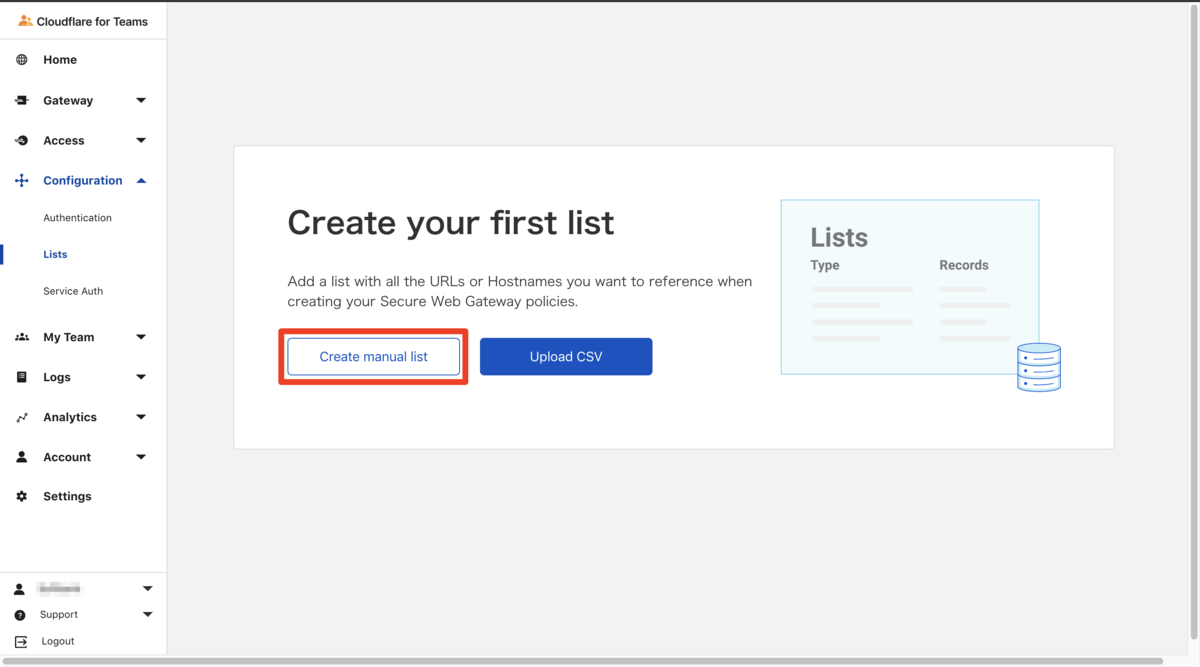 Cloudflare for Teams
Home
Gateway
Access
Configuration
Authentication
Lists
Service Auth
My Team
Logs
Analytics
Account
Settings
Support
Logout
Create your first list
Add a list with all the URLs or Hostnames you want to reference when
creating your Secure Web Gateway policies.
Create manual list
Upload CSV
Lists
Type
Records